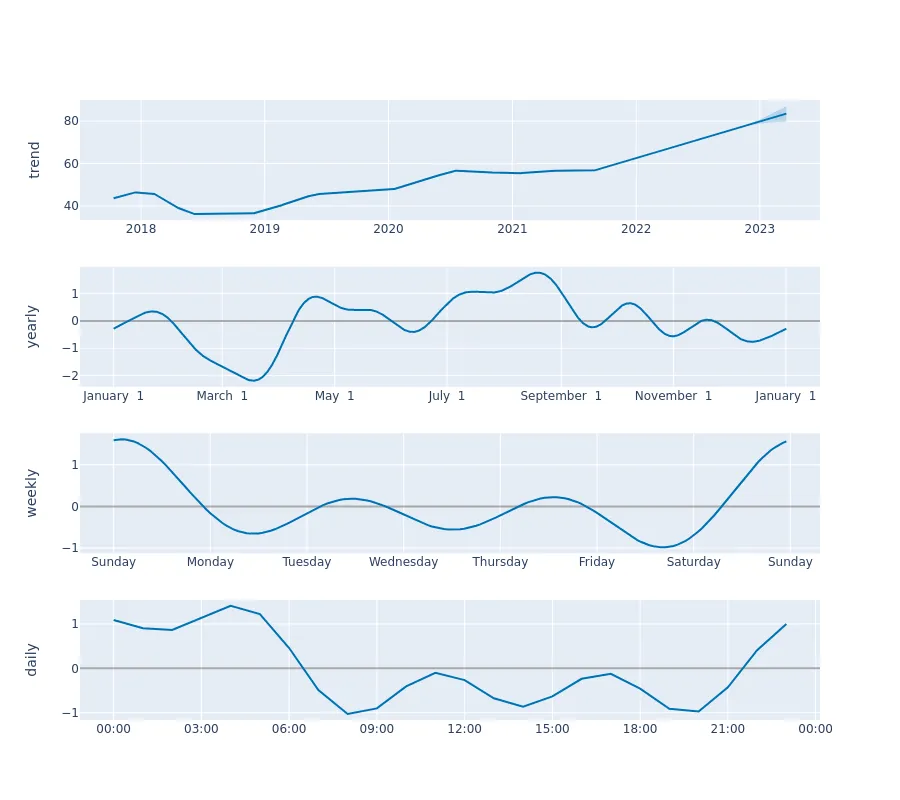 trend
80
60
40
2018 2019 2020 2021 2022 2023
yearly
1
0
−1
−2
January 1 March 1 May 1 July 1 September 1 November 1 January 1
weekly
1
0
−1
Sunday Monday Tuesday Wednesday Thursday Friday Saturday Sunday
daily
1
0
−1
00:00 03:00 06:00 09:00 12:00 15:00 18:00 21:00 00:00